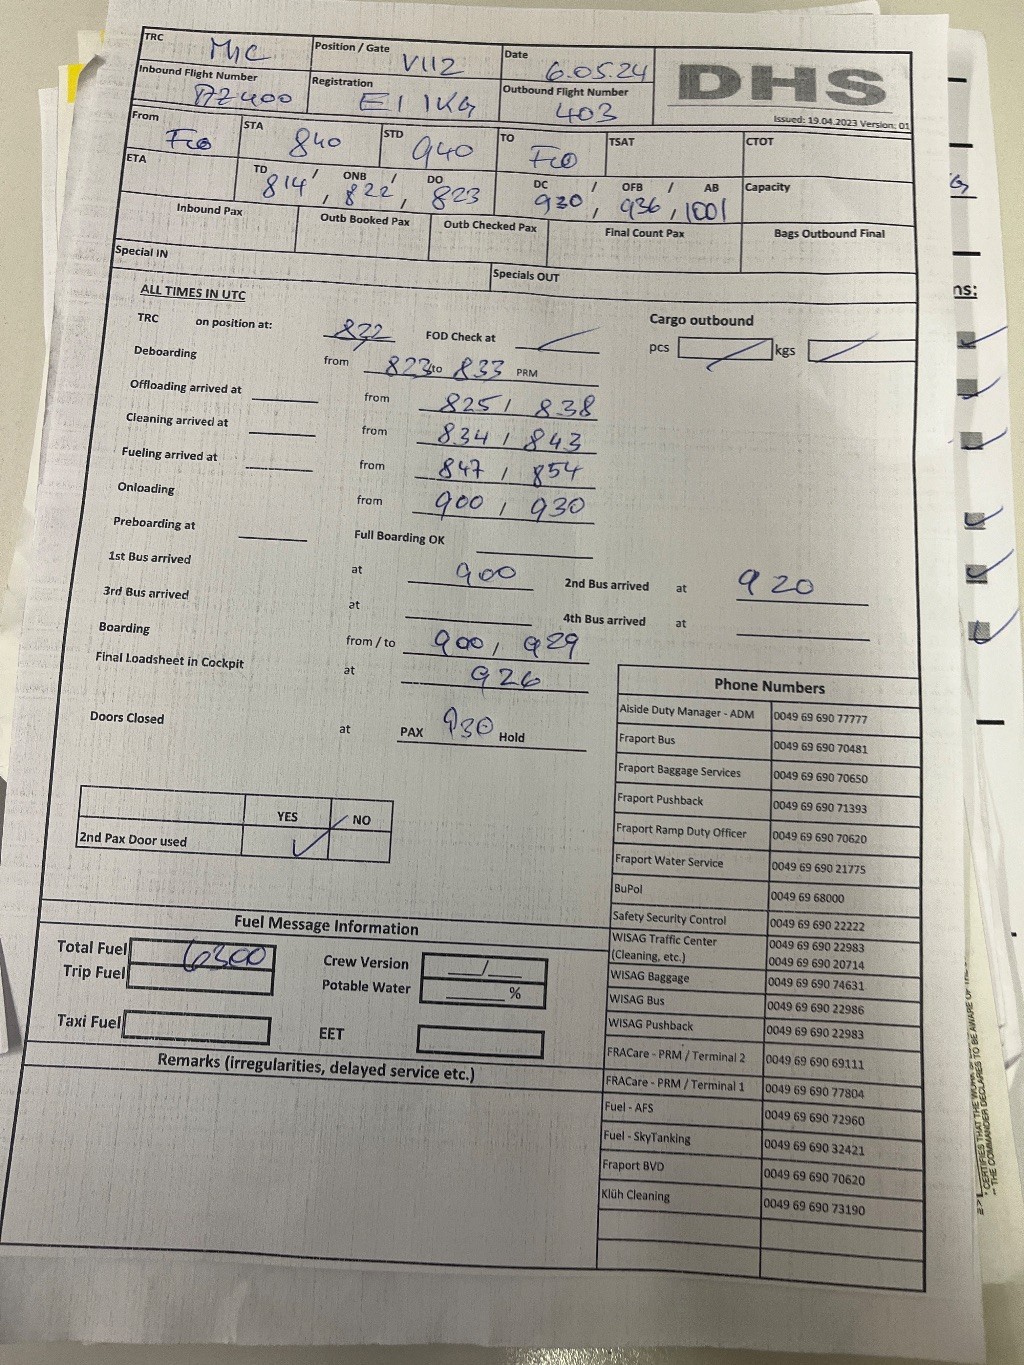 TRC MC Position / Gate V112 Date 6.05.24 DHS
Inbound Flight Number AZ400 Registration EI IKG Outbound Flight Number 403
Issued: 19.04.2023 Version: 01
From FCO STA 840 STD 940 TO FCO TSAT CTOT
ETA TD / ONB / DO DC / OFB / AB Capacity
814 , 822 , 823 930 , 936 , 1001
Inbound Pax Outb Booked Pax Outb Checked Pax Final Count Pax Bags Outbound Final
Special IN Specials OUT
ALL TIMES IN UTC
TRC on position at: 822 FOD Check at Cargo outbound
pcs kgs
Deboarding from 823 to 833 PRM
Offloading arrived at from 825 / 838
Cleaning arrived at from 834 / 843
Fueling arrived at from 847 / 854
Onloading from 900 , 930
Preboarding at Full Boarding OK
1st Bus arrived at 900 2nd Bus arrived at 920
3rd Bus arrived at 4th Bus arrived at
Boarding from / to 900, 929
Final Loadsheet in Cockpit at 926
Doors Closed at PAX 930 Hold
YES NO
2nd Pax Door used ✓
Phone Numbers
Alside Duty Manager - ADM 0049 69 690 77777
Fraport Bus 0049 69 690 70481
Fraport Baggage Services 0049 69 690 70650
Fraport Pushback 0049 69 690 71393
Fraport Ramp Duty Officer 0049 69 690 70620
Fraport Water Service 0049 69 690 21775
BuPol 0049 69 68000
Safety Security Control 0049 69 690 22222
WISAG Traffic Center 0049 69 690 22983
(Cleaning, etc.) 0049 69 690 20714
WISAG Baggage 0049 69 690 74631
WISAG Bus 0049 69 690 22986
WISAG Pushback 0049 69 690 22983
FRACare - PRM / Terminal 2 0049 69 690 69111
FRACare - PRM / Terminal 1 0049 69 690 77804
Fuel - AFS 0049 69 690 72960
Fuel - SkyTanking 0049 69 690 32421
Fraport BVD 0049 69 690 70620
Klüh Cleaning 0049 69 690 73190
Fuel Message Information
Total Fuel 6300 Crew Version /
Trip Fuel Potable Water %
Taxi Fuel EET
Remarks (irregularities, delayed service etc.)
ns:
* CERTIFIES THAT THE WORK
** THE COMMANDER DECLARES TO BE AWARE OF